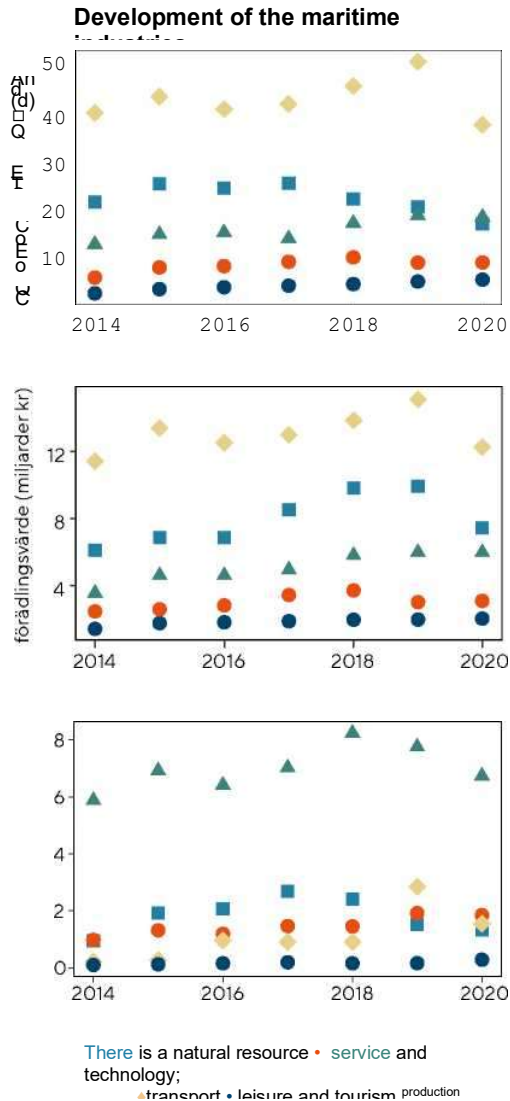 Development of the maritime
industries
50
40
30
20
10
2014 2016 2018 2020
förädlingsvärde (miljarder kr)
12
8
4
2014 2016 2018 2020
8
6
4
2
0
2014 2016 2018 2020
There is a natural resource • service and
technology;
transport • leisure and tourism production